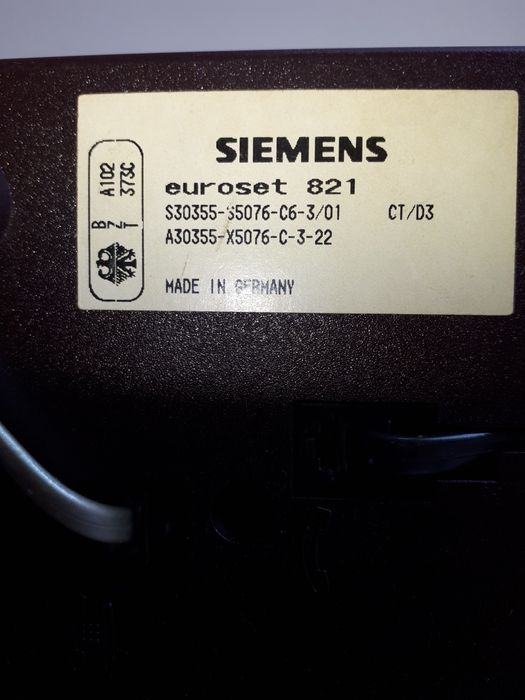 SIEMENS
euroset 821
S30355-S5076-C6-3/01 CT/D3
A30355-X5076-C-3-22
MADE IN GERMANY
BZT
A102
373C